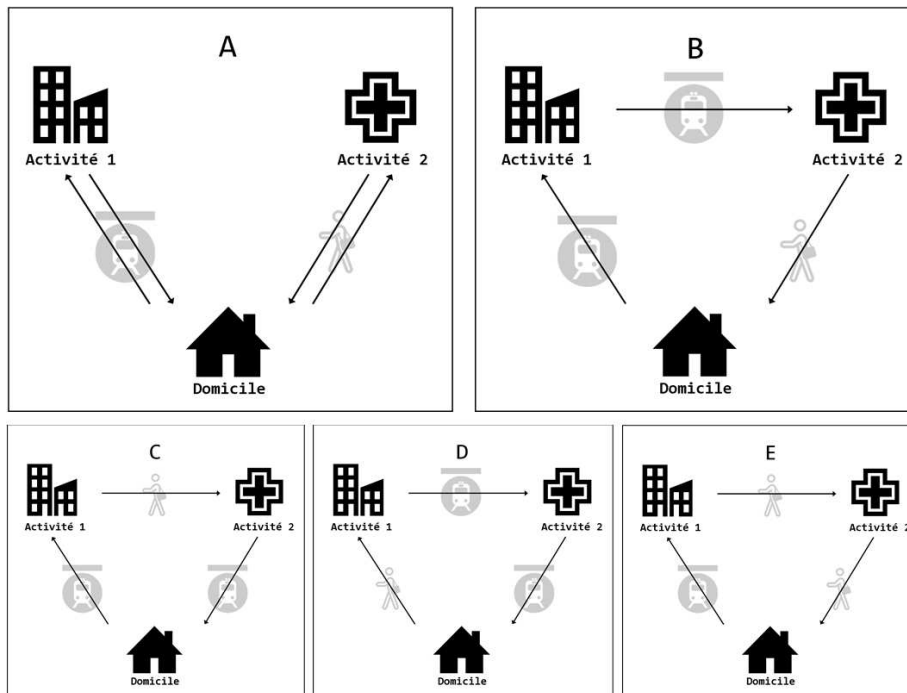 A
Activité 1
Activité 2
Domicile
B
Activité 1
Activité 2
Domicile
C
Activité 1
Activité 2
Domicile
D
Activité 1
Activité 2
Domicile
E
Activité 1
Activité 2
Domicile